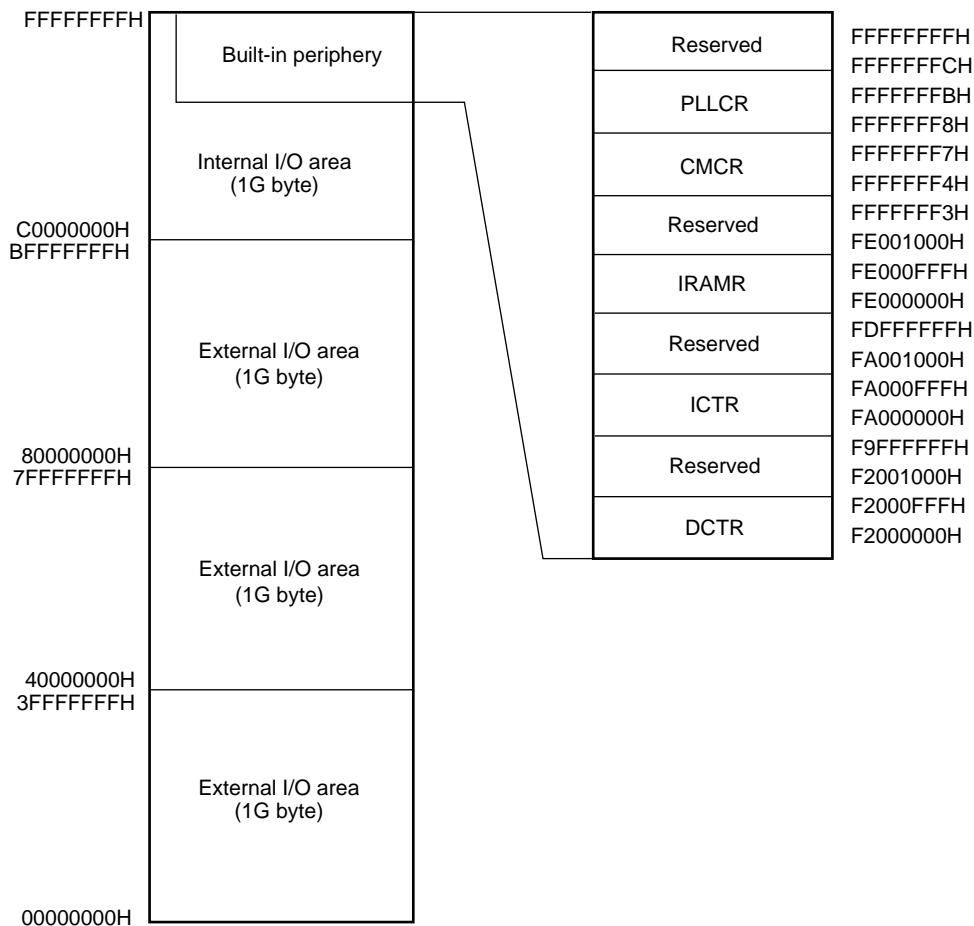 FFFFFFFFH
Built-in periphery
Internal I/O area
(1G byte)
C0000000H
BFFFFFFFH
External I/O area
(1G byte)
80000000H
7FFFFFFFH
External I/O area
(1G byte)
40000000H
3FFFFFFFH
External I/O area
(1G byte)
00000000H
Reserved
FFFFFFFFH
FFFFFFFCH
PLLCR
FFFFFFFBH
FFFFFFF8H
CMCR
FFFFFFF7H
FFFFFFF4H
Reserved
FFFFFFF3H
FE001000H
IRAMR
FE000FFFH
FE000000H
Reserved
FDFFFFFFH
FA001000H
ICTR
FA000FFFH
FA000000H
Reserved
F9FFFFFFH
F2001000H
DCTR
F2000FFFH
F2000000H